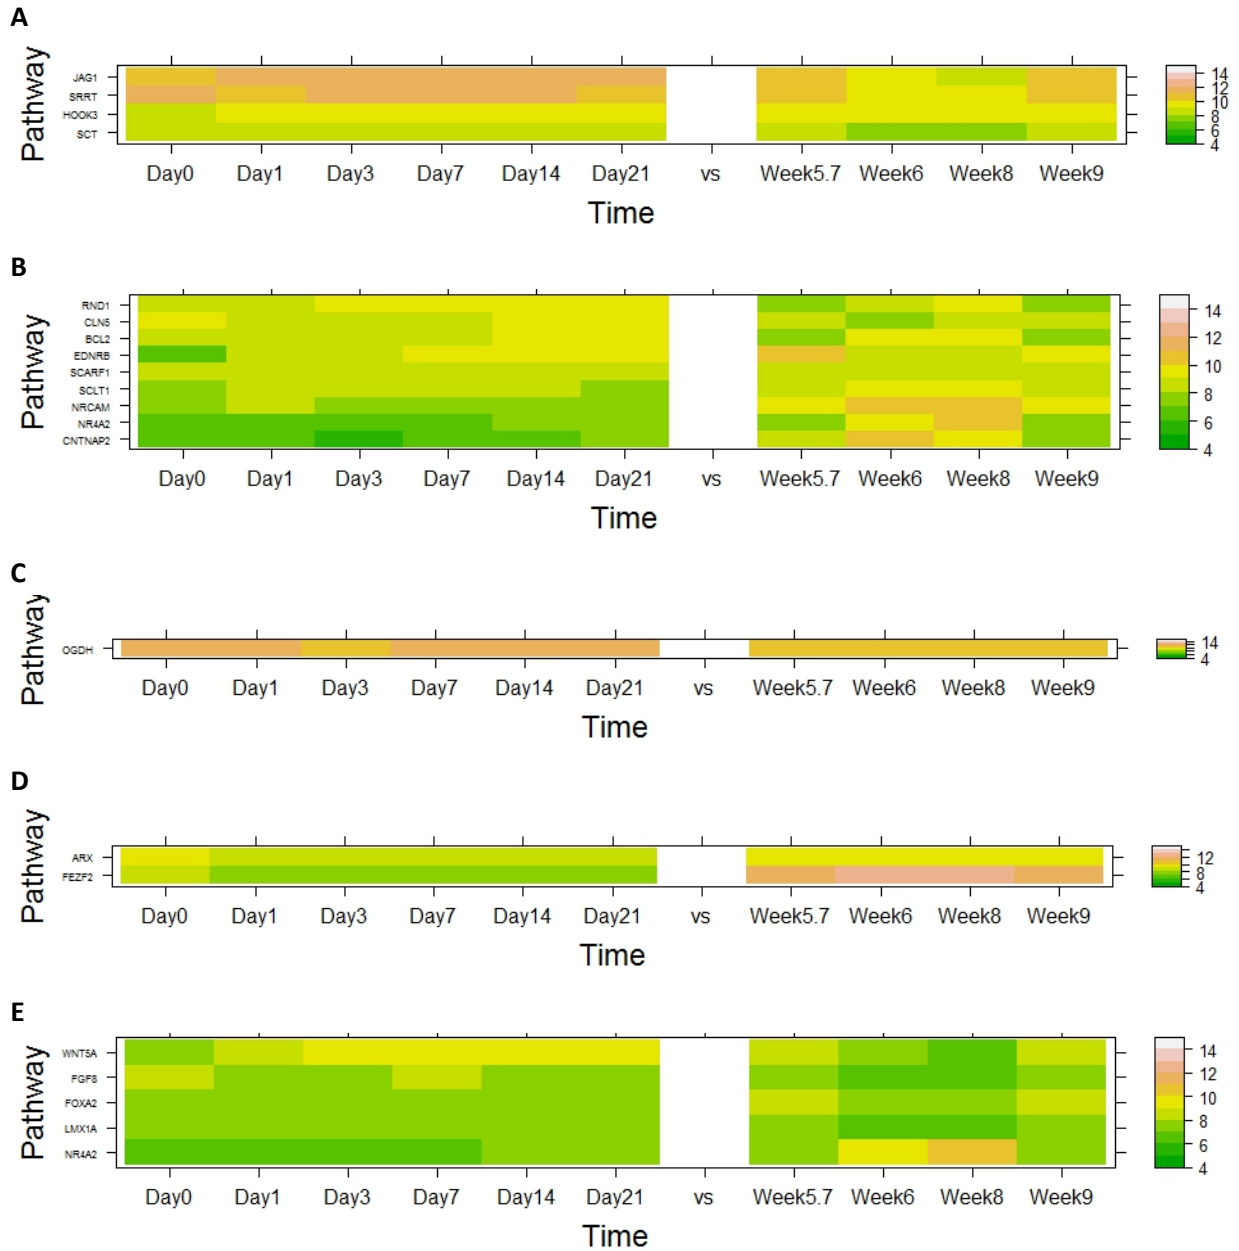 A
Pathway
JAG1
SRRT
HOOK3
SCT
Day0 Day1 Day3 Day7 Day14 Day21 vs Week5.7 Week6 Week8 Week9
Time
14
12
10
8
6
4
B
Pathway
RND1
CLN5
BCL2
EDNRB
SCARF1
SCLT1
NRCAM
NR4A2
CNTNAP2
Day0 Day1 Day3 Day7 Day14 Day21 vs Week5.7 Week6 Week8 Week9
Time
14
12
10
8
6
4
C
Pathway
OGDH
Day0 Day1 Day3 Day7 Day14 Day21 vs Week5.7 Week6 Week8 Week9
Time
14
4
D
Pathway
ARX
FEZF2
Day0 Day1 Day3 Day7 Day14 Day21 vs Week5.7 Week6 Week8 Week9
Time
12
8
6
4
E
Pathway
WNT5A
FGF8
FOXA2
LMX1A
NR4A2
Day0 Day1 Day3 Day7 Day14 Day21 vs Week5.7 Week6 Week8 Week9
Time
14
12
10
8
6
4